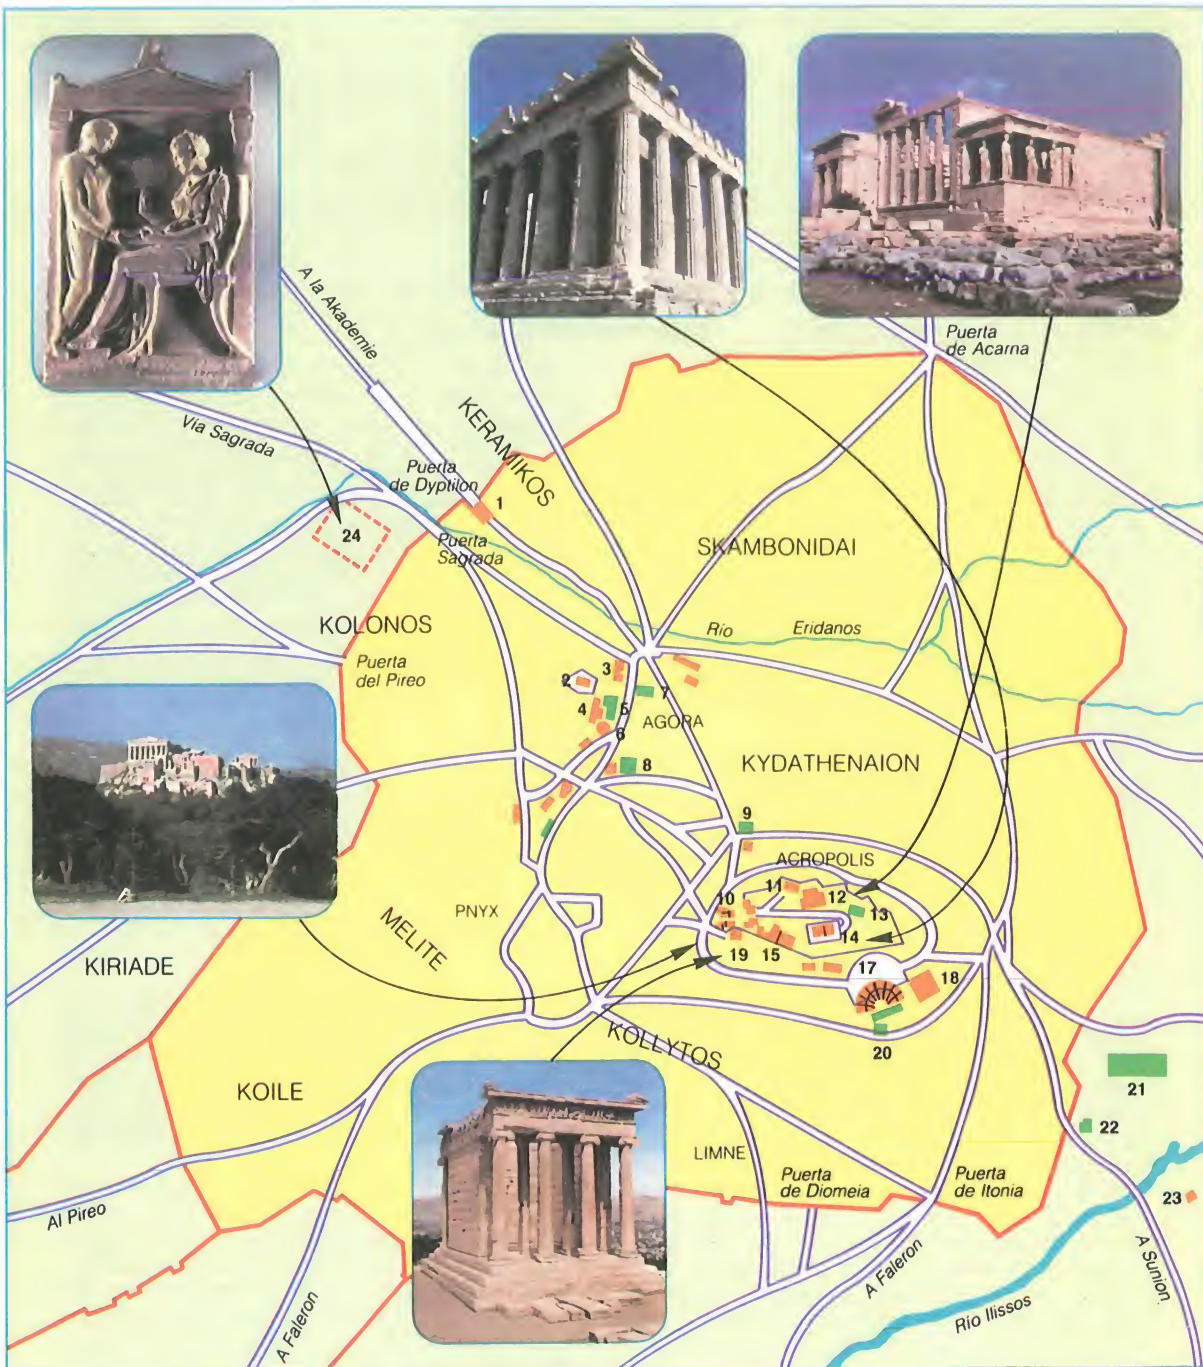 A la Akademie
Puerta
de Acarna
Via Sagrada
KERAMIKOS
Puerta
de Dyptilon
1
24
Puerta
Sagrada
SKAMBONIDAI
KOLONOS
Río Eridanos
Puerta
del Pireo
3
2
7
4
5
AGORA
6
8
KYDATHENAION
9
ACROPOLIS
11
10
12
13
PNYX
MELITE
14
19
15
KIRIADE
17
18
20
KOLLYTOS
21
KOILE
22
LIMNE
Puerta
de Diomeia
Puerta
de Itonia
23
Al Pireo
A Faleron
A Faleron
A Sunion
Río Ilissos